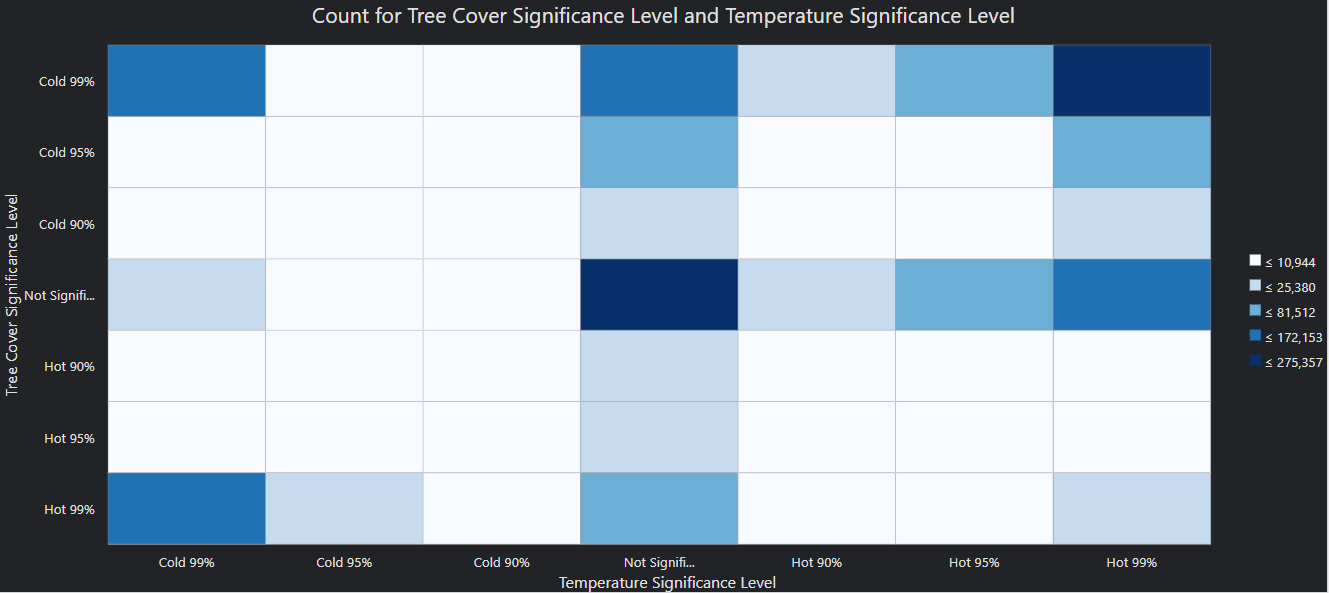 Count for Tree Cover Significance Level and Temperature Significance Level
Tree Cover Significance Level
Cold 99%
Cold 95%
Cold 90%
Not Signifi...
Hot 90%
Hot 95%
Hot 99%
Cold 99%
Cold 95%
Cold 90%
Not Signifi...
Hot 90%
Hot 95%
Hot 99%
Temperature Significance Level
≤ 10,944
≤ 25,380
≤ 81,512
≤ 172,153
≤ 275,357